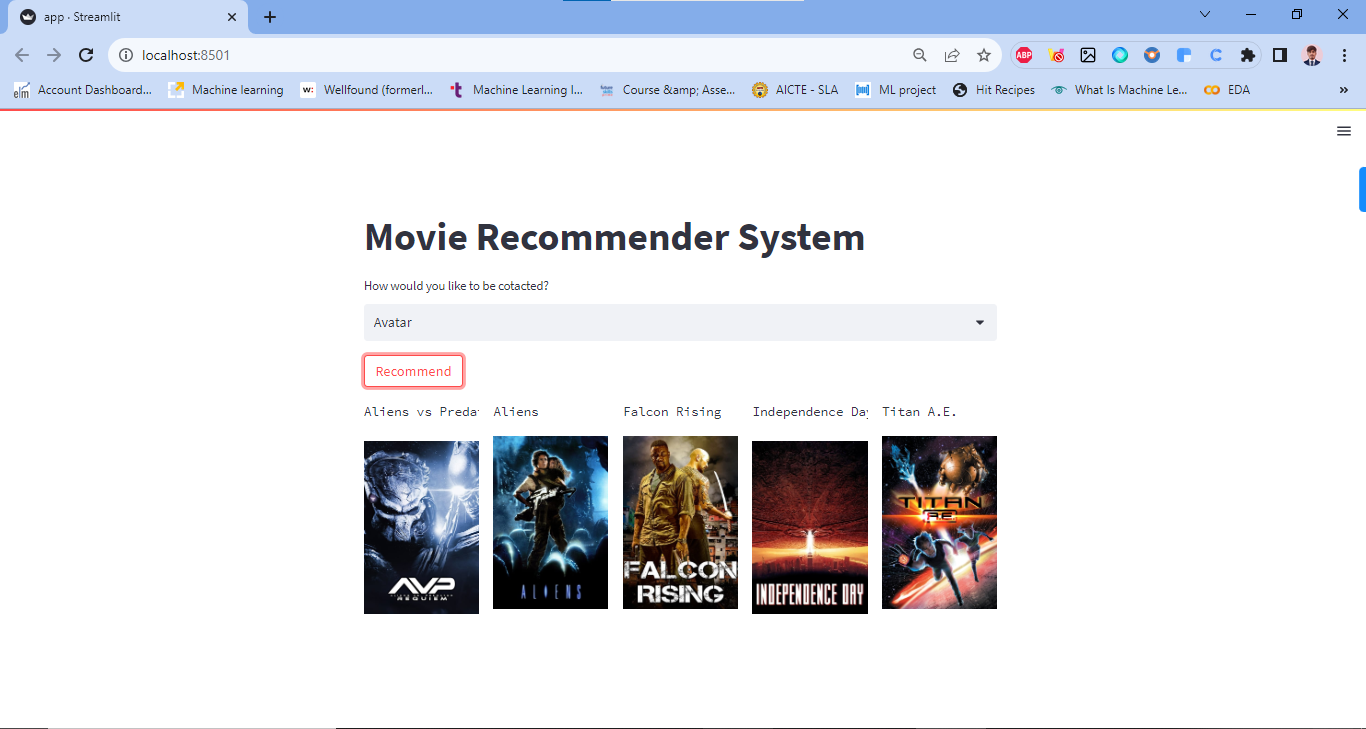 app · Streamlit
localhost:8501
ABP
C
elm Account Dashboard...
Machine learning
w: Wellfound (formerl...
t Machine Learning I...
Course &amp; Asse...
AICTE - SLA
ML project
Hit Recipes
What Is Machine Le...
EDA
»
Movie Recommender System
How would you like to be cotacted?
Avatar
Recommend
Aliens vs Preda
Aliens
Falcon Rising
Independence Day
Titan A.E.
AVP
REQUIEM
ALIENS
FALCON
RISING
INDEPENDENCE DAY
TITAN
A.E.